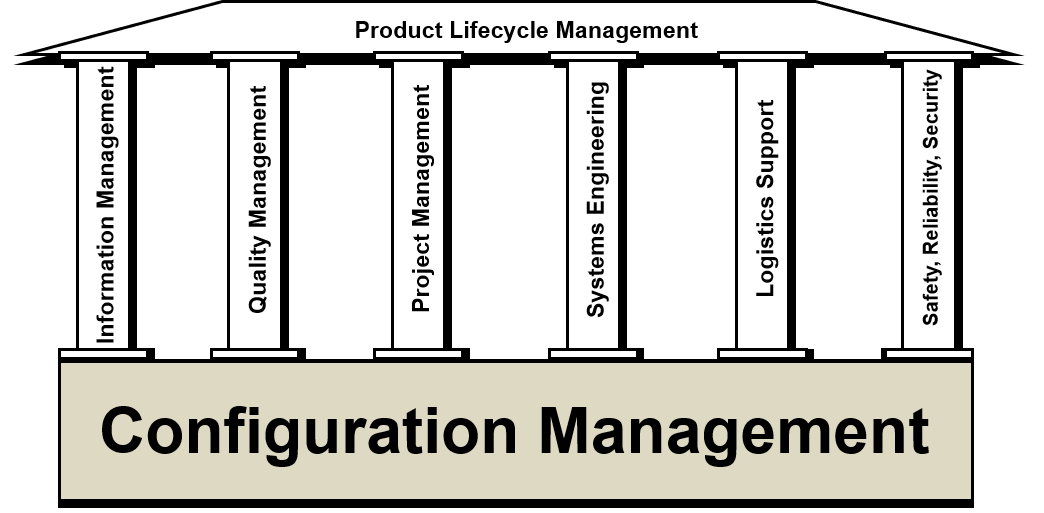 Product Lifecycle Management
Information Management
Quality Management
Project Management
Systems Engineering
Logistics Support
Safety, Reliability, Security
Configuration Management